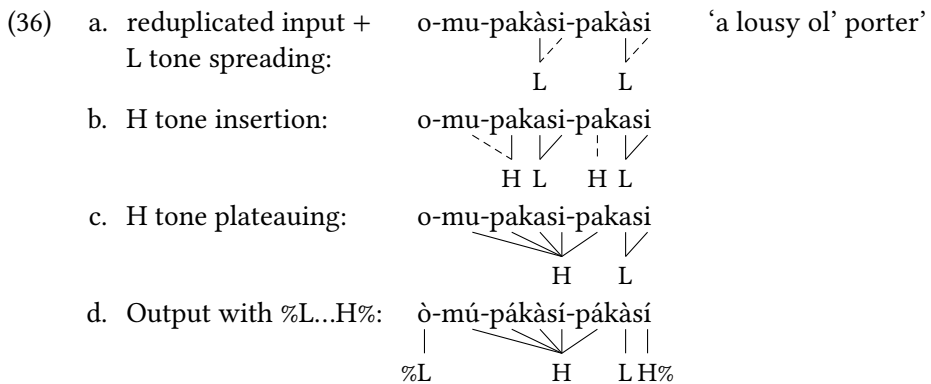 (36) a. reduplicated input + o-mu-pakàsi-pakàsi ‘a lousy ol’ porter’
L tone spreading:
L L
b. H tone insertion: o-mu-pakasi-pakasi
H L H L
c. H tone plateauing: o-mu-pakasi-pakasi
H L
d. Output with %L...H%: ò-mú-pákàsí-pákàsí
%L H L H%